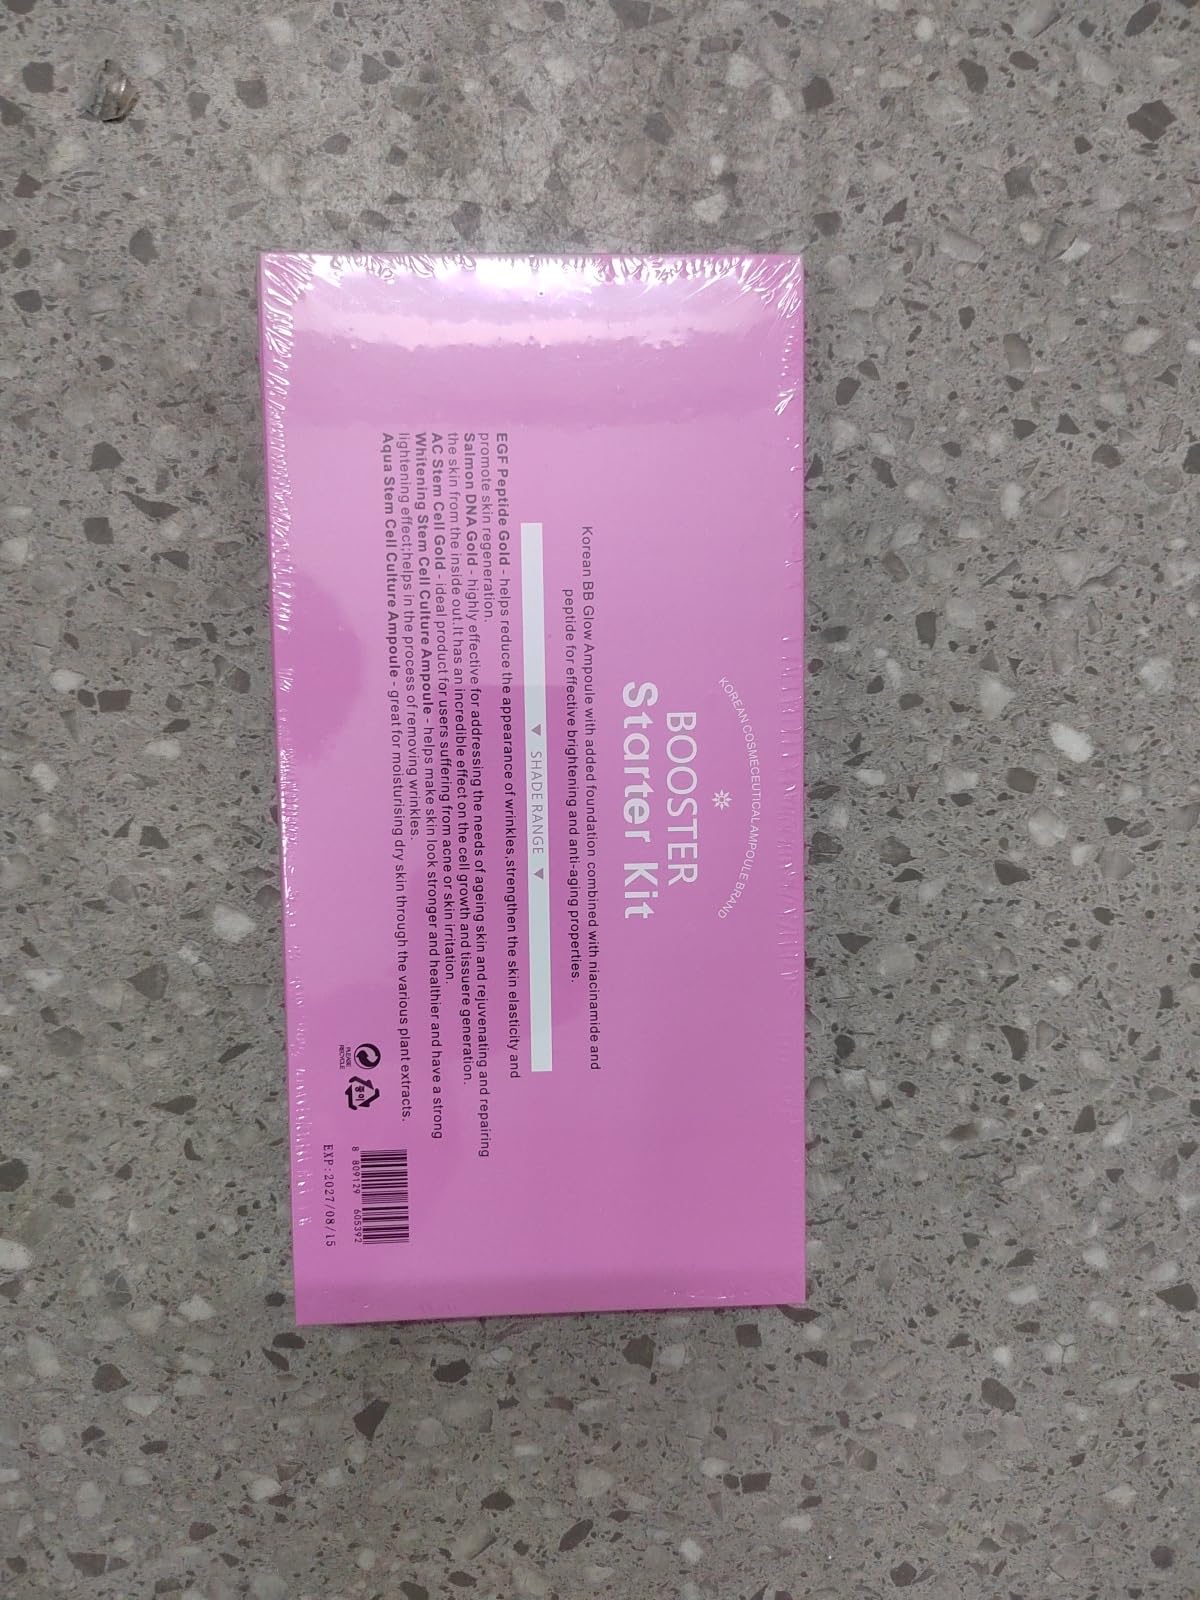 KOREAN COSMECEUTICAL AMPOULE BRAND
BOOSTER
Starter Kit
Korean BB Glow Ampoule with added foundation combined with niacinamide and
peptide for effective brightening and anti-aging properties.
▼ SHADE RANGE ▼
EGF Peptide Gold - helps reduce the appearance of wrinkles,strengthen the skin elasticity and
promote skin regeneration.
Salmon DNA Gold - highly effective for addressing the needs of ageing skin and rejuvenating and repairing
the skin from the inside out.It has an incredible effect on the cell growth and tissuere generation.
AC Stem Cell Gold - ideal product for users suffering from acne or skin irritation.
Whitening Stem Cell Culture Ampoule - helps make skin look stronger and healthier and have a strong
lightening effect;helps in the process of removing wrinkles.
Aqua Stem Cell Culture Ampoule - great for moisturising dry skin through the various plant extracts.
PLEASE
RECYCLE
종이
8 809129 605392
EXP:2027/08/15